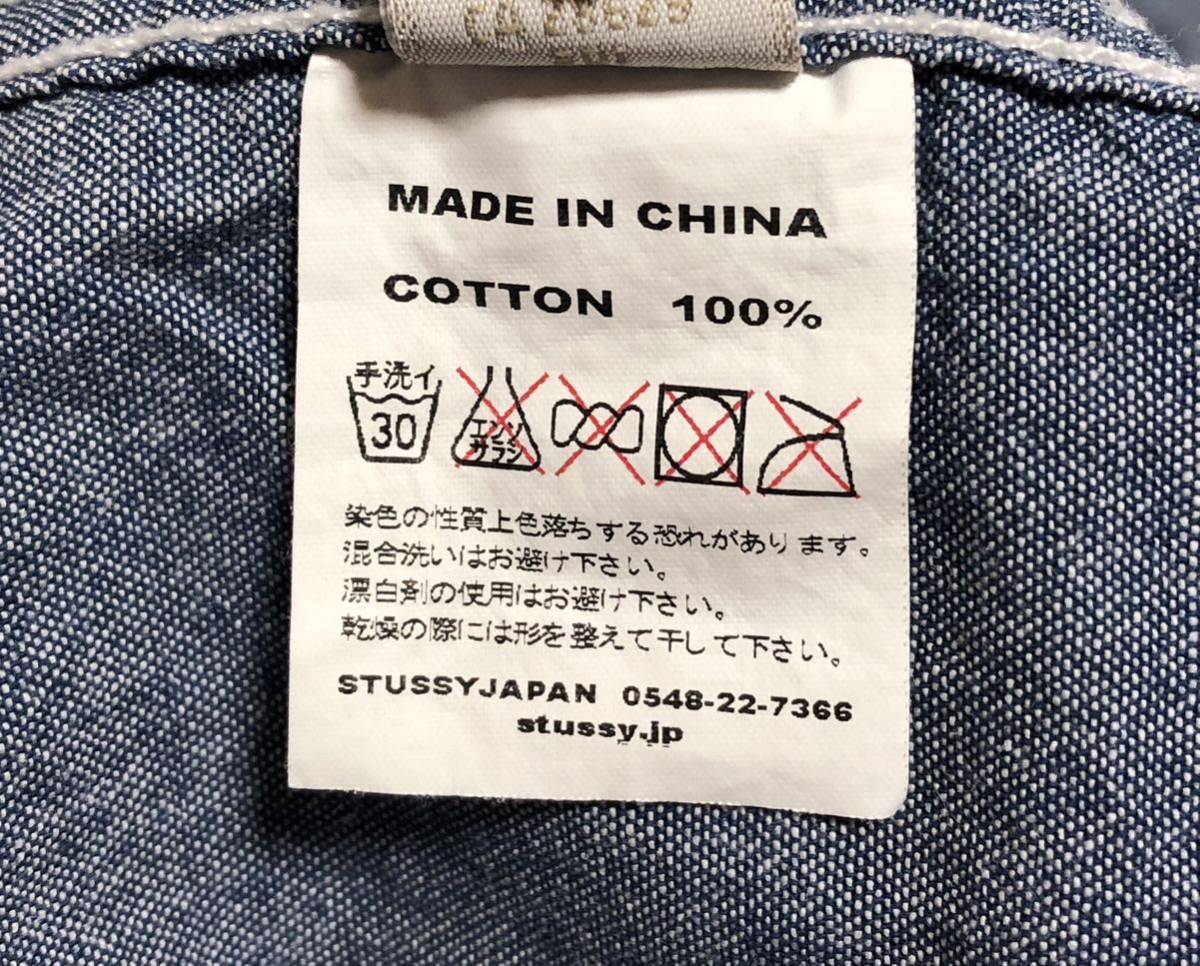 MADE IN CHINA
COTTON 100%
手洗イ
30
エンソ
サラシ
染色の性質上色落ちする恐れがあります。
混合洗いはお避け下さい。
漂白剤の使用はお避け下さい。
乾燥の際には形を整えて干して下さい。
STUSSYJAPAN 0548-22-7366
stussy.jp